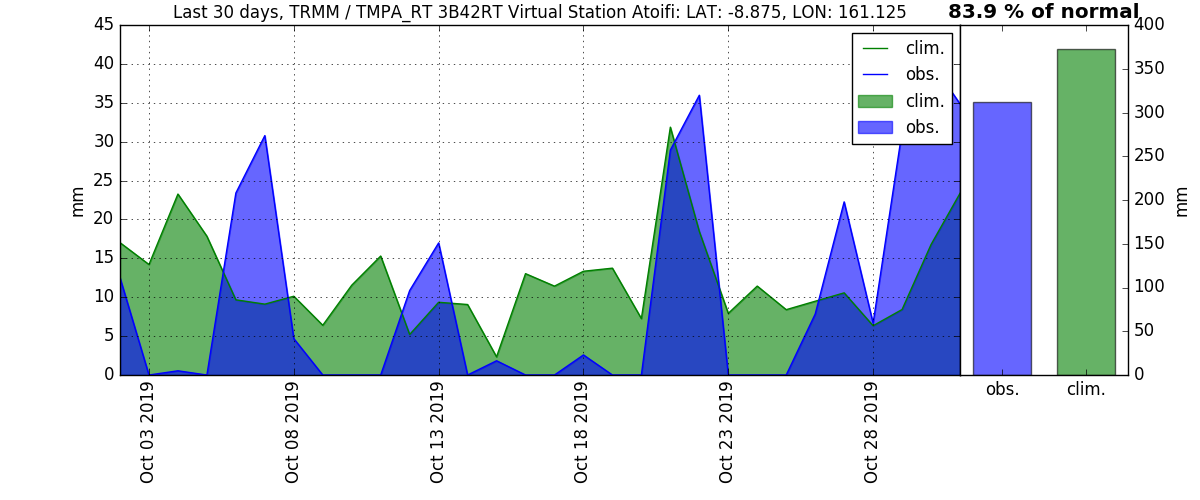 Last 30 days, TRMM / TMPA_RT 3B42RT Virtual Station Atoifi: LAT: -8.875, LON: 161.125
83.9 % of normal
45
40
35
30
25
20
15
10
5
0
mm
clim.
obs.
clim.
obs.
400
350
300
250
200
150
100
50
0
mm
obs.
clim.
Oct 03 2019
Oct 08 2019
Oct 13 2019
Oct 18 2019
Oct 23 2019
Oct 28 2019